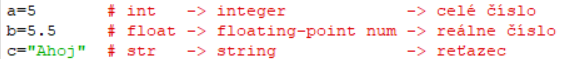 a=5        # int   -> integer            -> celé číslo
b=5.5      # float -> floating-point num -> reálne číslo
c="Ahoj"   # str   -> string             -> reťazec